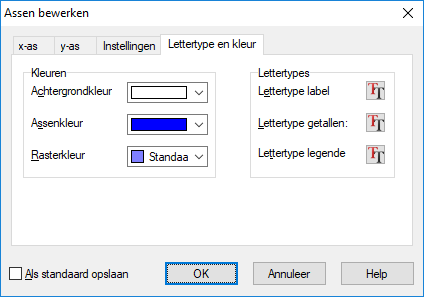 Assen bewerken
x-as y-as Instellingen Lettertype en kleur
Kleuren
Achtergrondkleur
Assenkleur
Rasterkleur Standaa
Lettertypes
Lettertype label
Lettertype getallen:
Lettertype legende
Als standaard opslaan OK Annuleer Help